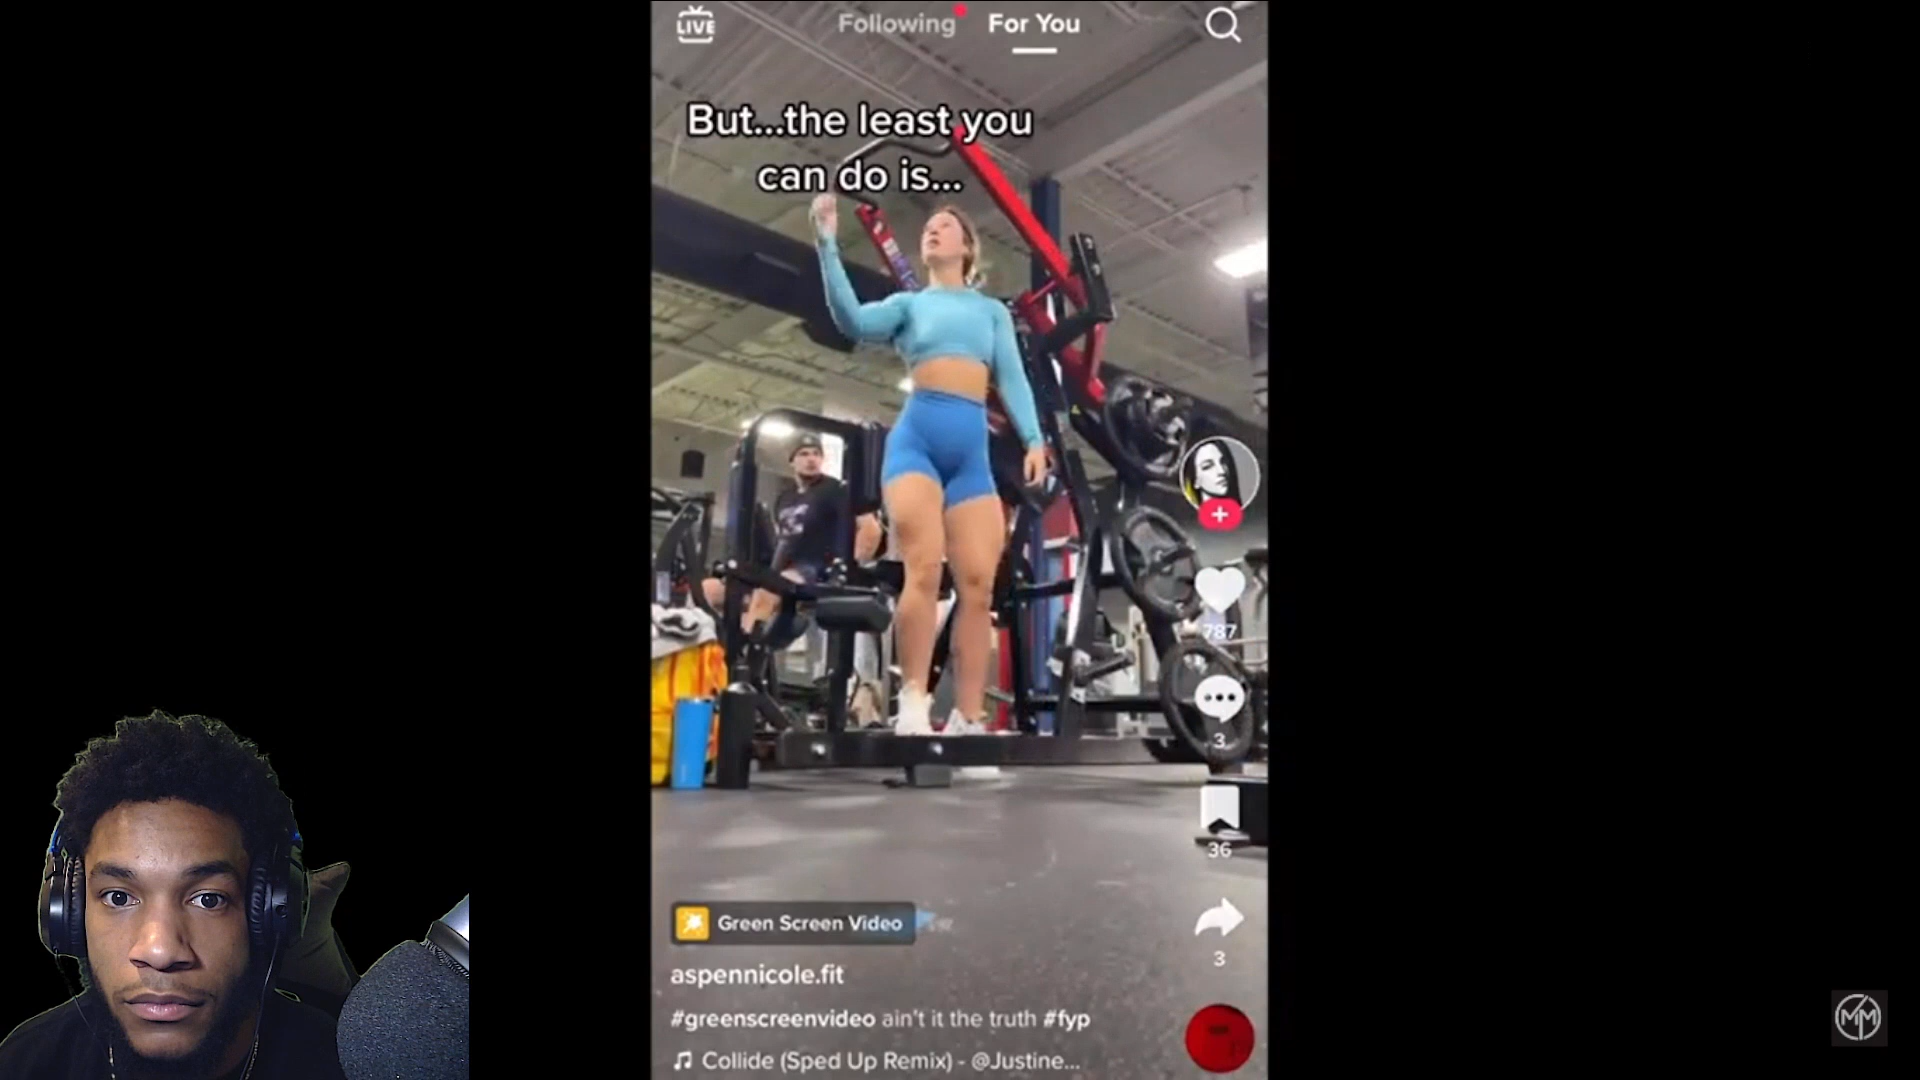 LIVE
Following
For You
But...the least you
can do is...
787
3
36
Green Screen Video
3
aspennicole.fit
#greenscreenvideo ain't it the truth #fyp
Collide (Sped Up Remix) - @Justine...